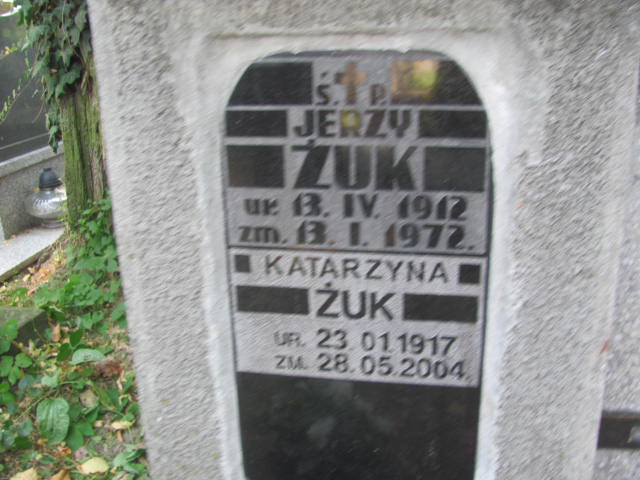 Ś. † P.
JERZY
ŻUK
ur. 13. IV. 1912
zm. 13. I. 1972.
KATARZYNA
ŻUK
UR. 23.01.1917
ZM. 28.05.2004.